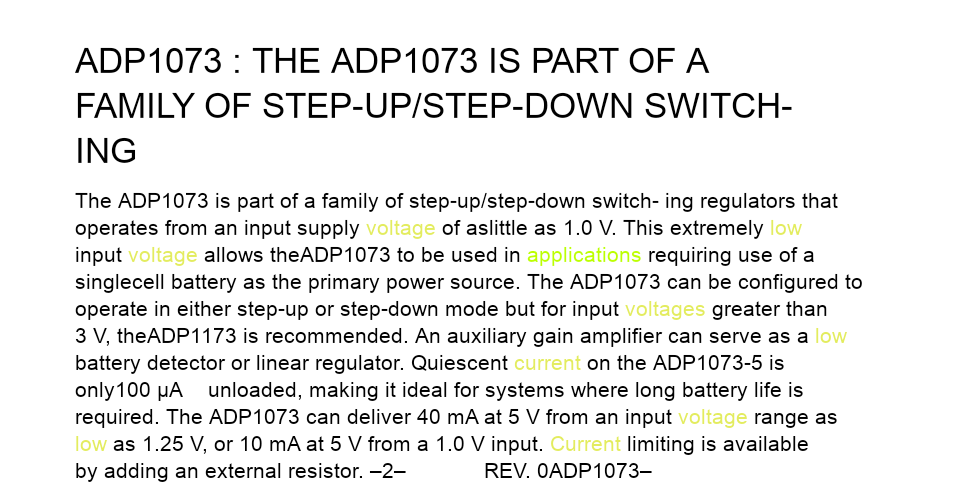 ADP1073 : THE ADP1073 IS PART OF A
FAMILY OF STEP-UP/STEP-DOWN SWITCH-
ING
The ADP1073 is part of a family of step-up/step-down switch- ing regulators that
operates from an input supply voltage of aslittle as 1.0 V. This extremely low
input voltage allows theADP1073 to be used in applications requiring use of a
singlecell battery as the primary power source. The ADP1073 can be configured to
operate in either step-up or step-down mode but for input voltages greater than
3 V, theADP1173 is recommended. An auxiliary gain amplifier can serve as a low
battery detector or linear regulator. Quiescent current on the ADP1073-5 is
only100 µA    unloaded, making it ideal for systems where long battery life is
required. The ADP1073 can deliver 40 mA at 5 V from an input voltage range as
low as 1.25 V, or 10 mA at 5 V from a 1.0 V input. Current limiting is available
by adding an external resistor. –2–             REV. 0ADP1073–